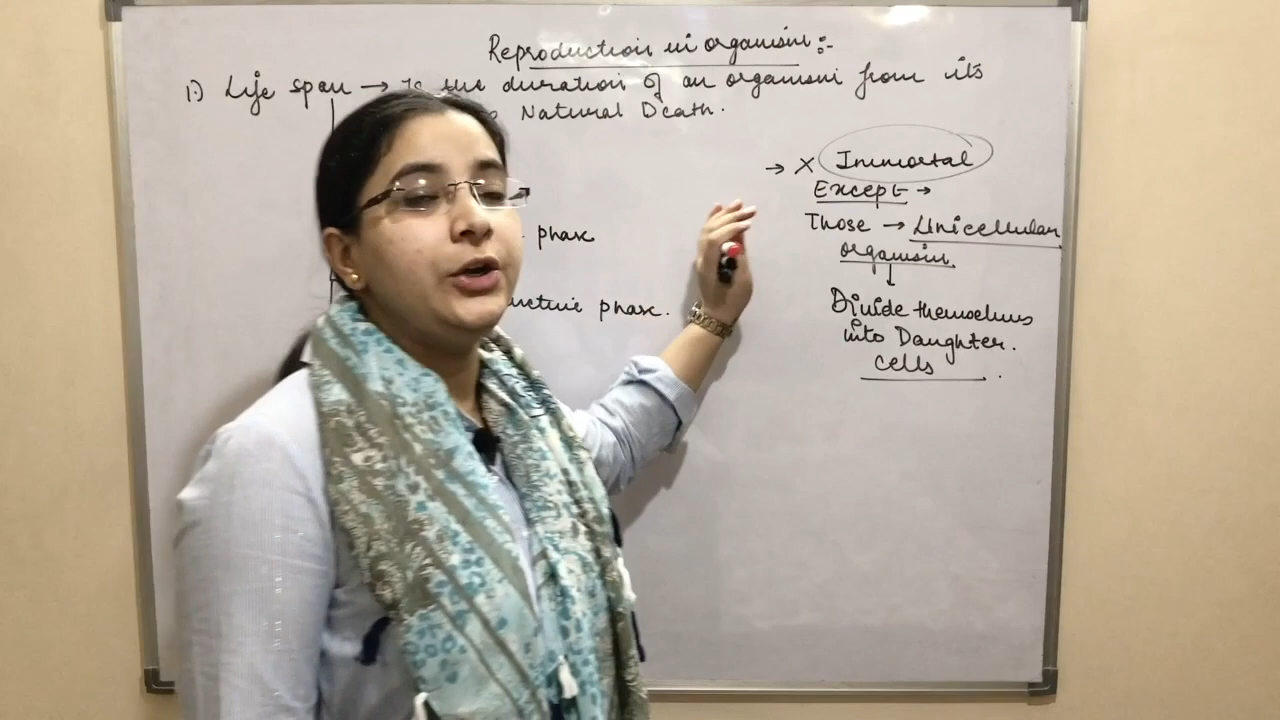 Reproduction in organism :-
1.) Life span → Is the duration of an organism from its
Natural Death.
→ X Immortal
Except →
Those → Unicellular
organism
↓
Divide themselves
into Daughter.
cells.
phase
phase.